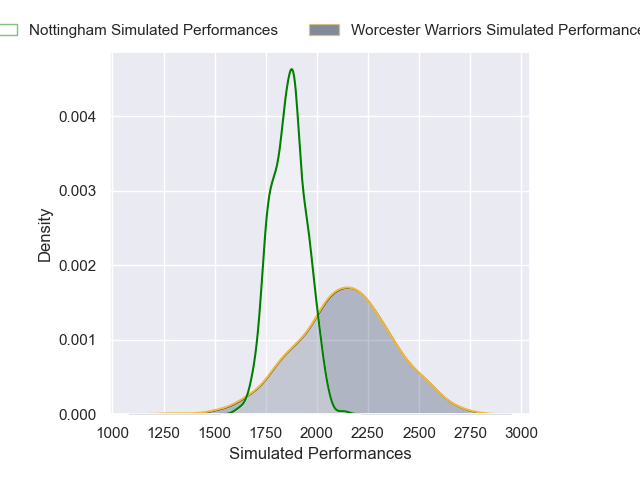 Nottingham Simulated Performances Worcester Warriors Simulated Performance
0.004
0.003
0.002
0.001
0.000
Density
1000 1250 1500 1750 2000 2250 2500 2750 3000
Simulated Performances